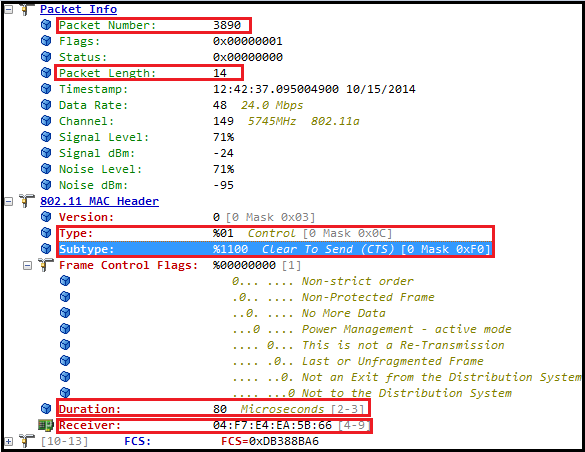 Packet Info
Packet Number: 3890
Flags: 0x00000001
Status: 0x00000000
Packet Length: 14
Timestamp: 12:42:37.095004900 10/15/2014
Data Rate: 48 24.0 Mbps
Channel: 149 5745MHz 802.11a
Signal Level: 71%
Signal dBm: -24
Noise Level: 71%
Noise dBm: -95
802.11 MAC Header
Version: 0 [0 Mask 0x03]
Type: %01 Control [0 Mask 0x0C]
Subtype: %1100 Clear To Send (CTS) [0 Mask 0xF0]
Frame Control Flags: %00000000 [1]
0... .... Non-strict order
.0.. .... Non-Protected Frame
..0. .... No More Data
...0 .... Power Management - active mode
.... 0... This is not a Re-Transmission
.... .0.. Last or Unfragmented Frame
.... ..0. Not an Exit from the Distribution System
.... ...0 Not to the Distribution System
Duration: 80 Microseconds [2-3]
Receiver: 04:F7:E4:EA:5B:66 [4-9]
[10-13] FCS: FCS=0xDB388BA6